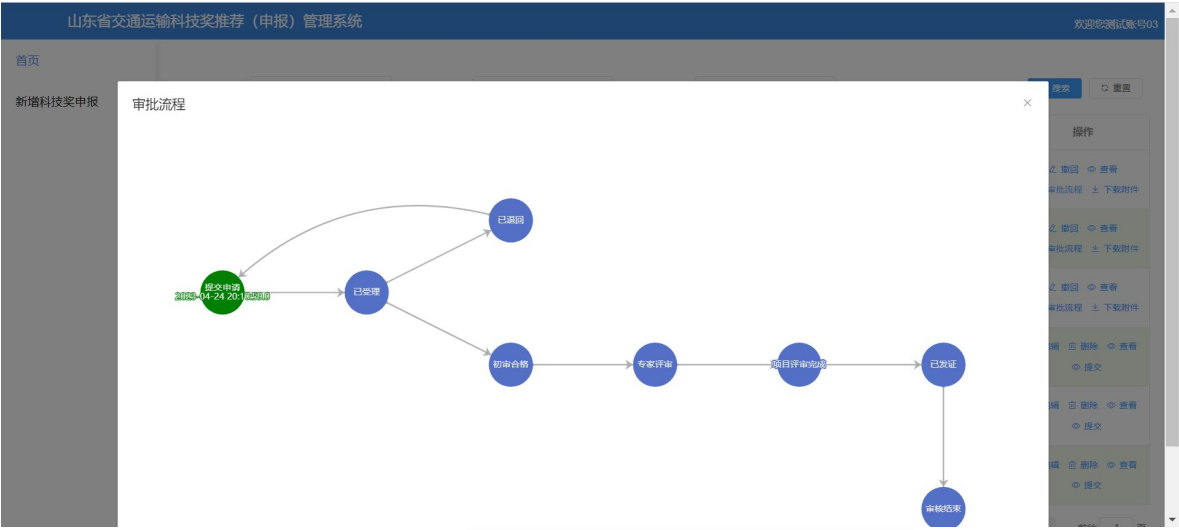 山东省交通运输科技奖推荐（申报）管理系统
欢迎您测试账号03
首页
新增科技奖申报
审批流程
×
搜索
重置
操作
撤回 查看
审批流程 下载附件
撤回 查看
审批流程 下载附件
撤回 查看
审批流程 下载附件
删除 查看
提交
删除 查看
提交
删除 查看
提交
已退回
提交申请
已受理
初审合格
专家评审
项目评审完成
已发证
审核结束